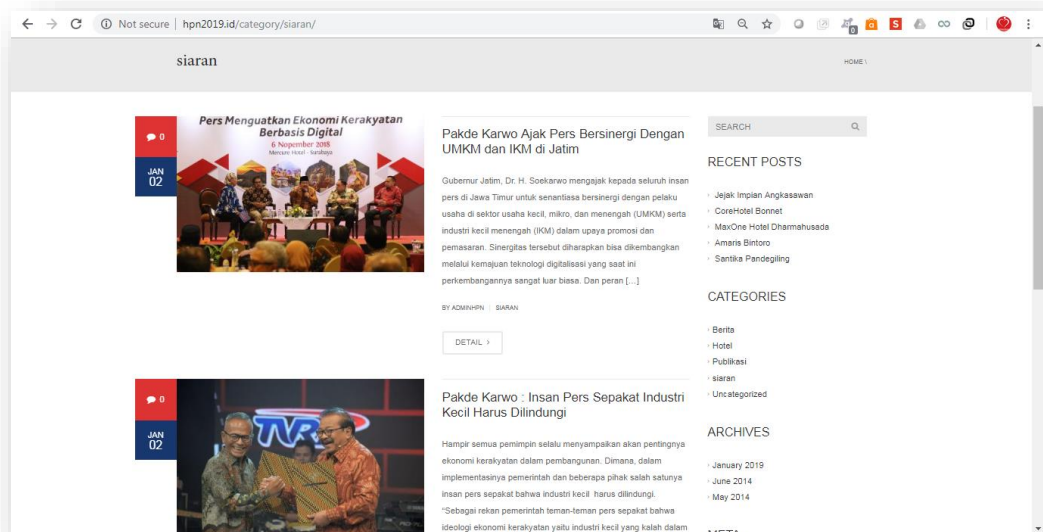 Not secure | hpn2019.id/category/siaran/
0
siaran
HOME \
0
JAN
02
Pers Menguatkan Ekonomi Kerakyatan
Berbasis Digital
6 Nopember 2018
Mercure Hotel - Surabaya
Pakde Karwo Ajak Pers Bersinergi Dengan
UMKM dan IKM di Jatim
Gubernur Jatim, Dr. H. Soekarwo mengajak kepada seluruh insan
pers di Jawa Timur untuk senantiasa bersinergi dengan pelaku
usaha di sektor usaha kecil, mikro, dan menengah (UMKM) serta
industri kecil menengah (IKM) dalam upaya promosi dan
pemasaran. Sinergitas tersebut diharapkan bisa dikembangkan
melalui kemajuan teknologi digitalisasi yang saat ini
perkembangannya sangat luar biasa. Dan peran […]
BY ADMINHPN | SIARAN
DETAIL >
0
JAN
02
TVR
Pakde Karwo : Insan Pers Sepakat Industri
Kecil Harus Dilindungi
Hampir semua pemimpin selalu menyampaikan akan pentingnya
ekonomi kerakyatan dalam pembangunan. Dimana, dalam
implementasinya pemerintah dan beberapa pihak salah satunya
insan pers sepakat bahwa industri kecil harus dilindungi.
“Sebagai rekan pemerintah teman-teman pers sepakat bahwa
ideologi ekonomi kerakyatan yaitu industri kecil yang kalah dalam
SEARCH
RECENT POSTS
Jejak Impian Angkasawan
CoreHotel Bonnet
MaxOne Hotel Dharmahusada
Amaris Bintoro
Santika Pandegiling
CATEGORIES
Berita
Hotel
Publikasi
siaran
Uncategorized
ARCHIVES
January 2019
June 2014
May 2014
META